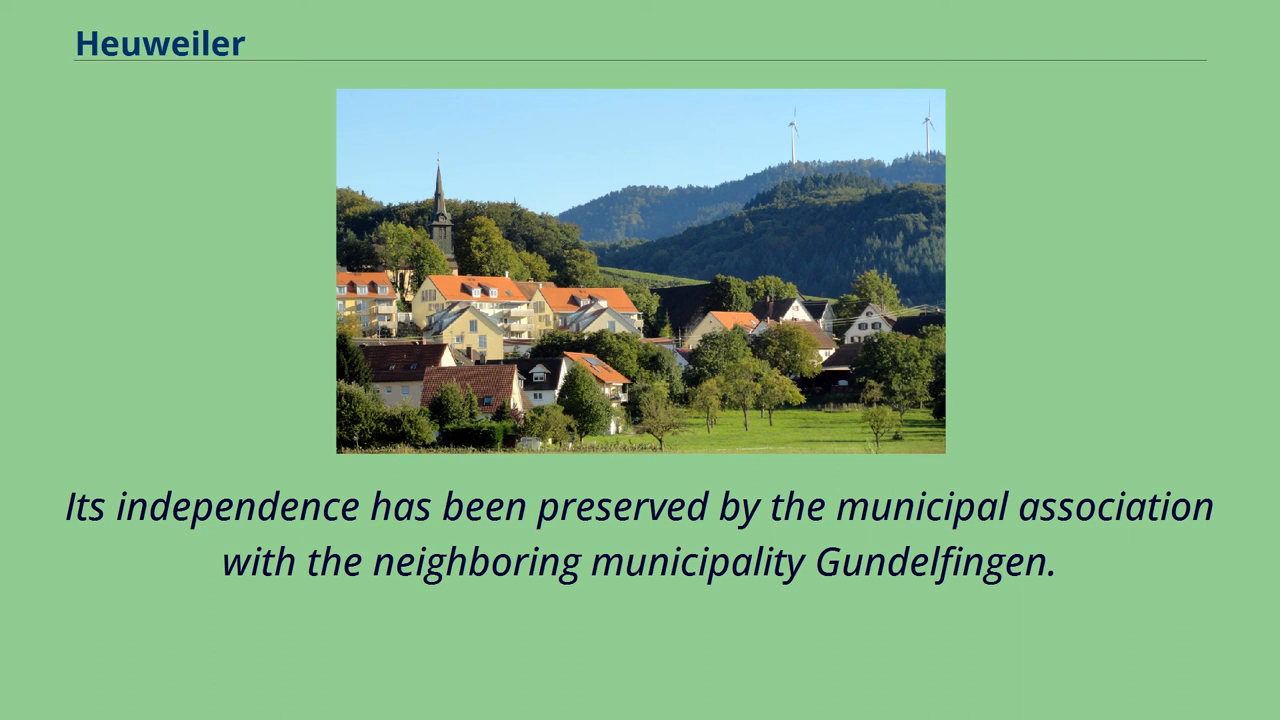 Heuweiler
Its independence has been preserved by the municipal association
with the neighboring municipality Gundelfingen.